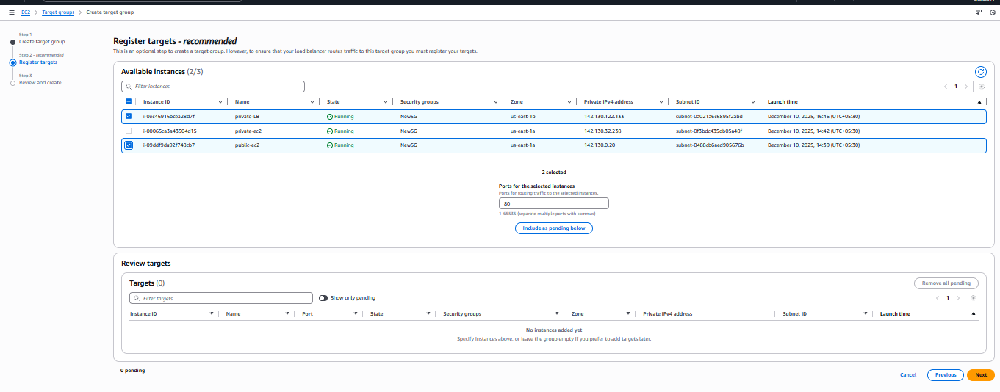 EC2 > Target groups > Create target group
Step 1
Create target group
Step 2 - recommended
Register targets
Step 3
Review and create
Register targets - recommended
This is an optional step to create a target group. However, to ensure that your load balancer routes traffic to this target group you must register your targets.
Available instances (2/3)
Filter instances
1
Instance ID Name State Security groups Zone Private IPv4 address Subnet ID Launch time
i-0ec46916bcea28d7f private-LB Running NewSG us-east-1b 142.130.122.133 subnet-0a021a6c6895f2abd December 10, 2025, 16:46 (UTC+05:30)
i-00065ca3a43504d15 private-ec2 Running NewSG us-east-1a 142.130.32.238 subnet-0f3bdc435db05a48f December 10, 2025, 14:42 (UTC+05:30)
i-09ddf9da92f748cb7 public-ec2 Running NewSG us-east-1a 142.130.0.20 subnet-0488cb6aed905676b December 10, 2025, 14:39 (UTC+05:30)
2 selected
Ports for the selected instances
Ports for routing traffic to the selected instances.
80
1-65535 (separate multiple ports with commas)
Include as pending below
Review targets
Targets (0)
Remove all pending
Filter targets
Show only pending
1
Instance ID Name Port State Security groups Zone Private IPv4 address Subnet ID Launch time
No instances added yet
Specify instances above, or leave the group empty if you prefer to add targets later.
0 pending
Cancel Previous Next